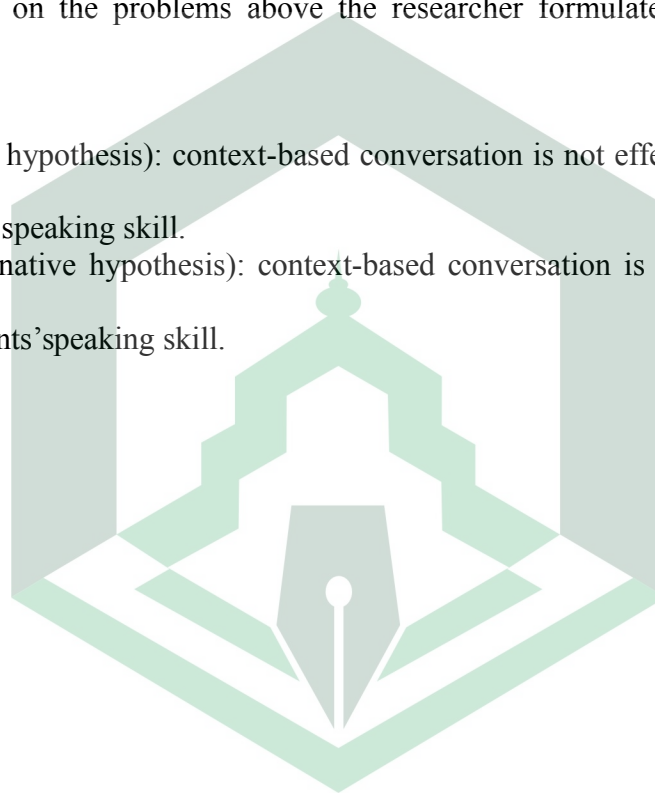 on the problems above the researcher formulate
hypothesis): context-based conversation is not effe
speaking skill.
native hypothesis): context-based conversation is
nts'speaking skill.